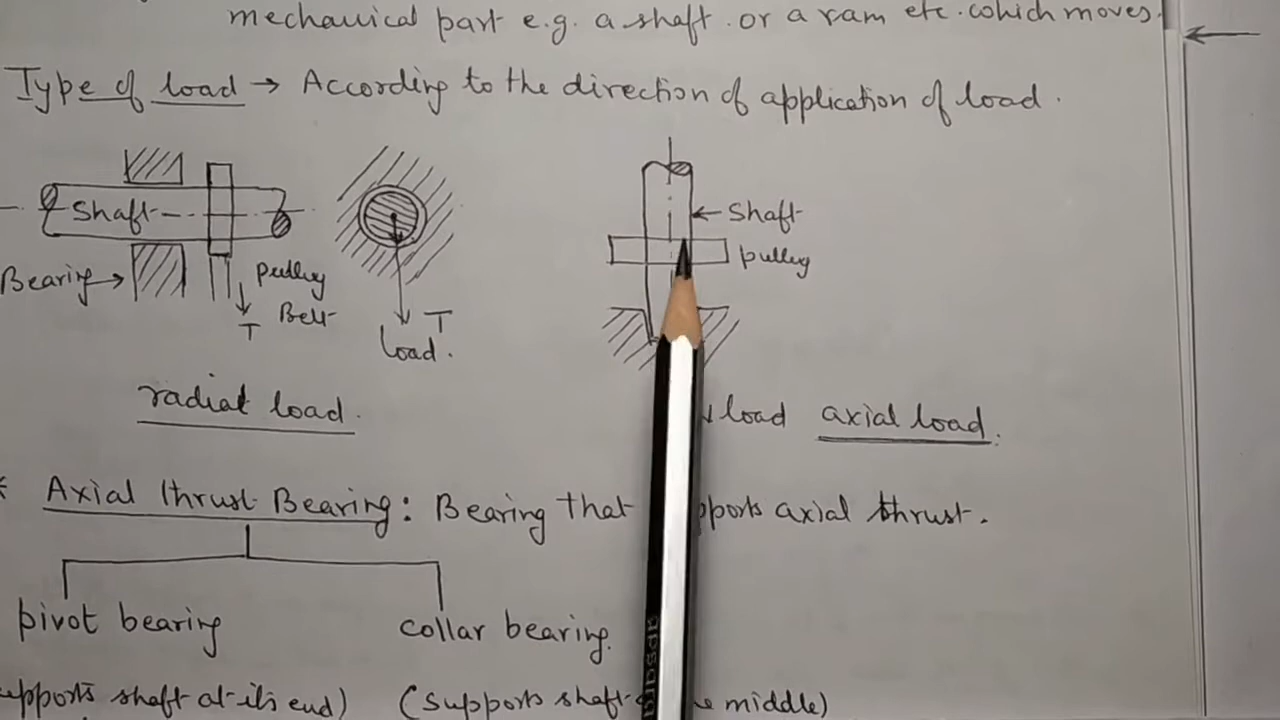 mechanical part e.g. a shaft or a ram etc. which moves.
Type of load → According to the direction of application of load.
Shaft
Bearing
pulley
Belt
T
T
load.
radial load.
Shaft
pulley
load axial load.
* Axial thrust Bearing: Bearing that axial thrust.
pivot bearing
collar bearing.
shaft at its end) (supports shaft middle)
apsara